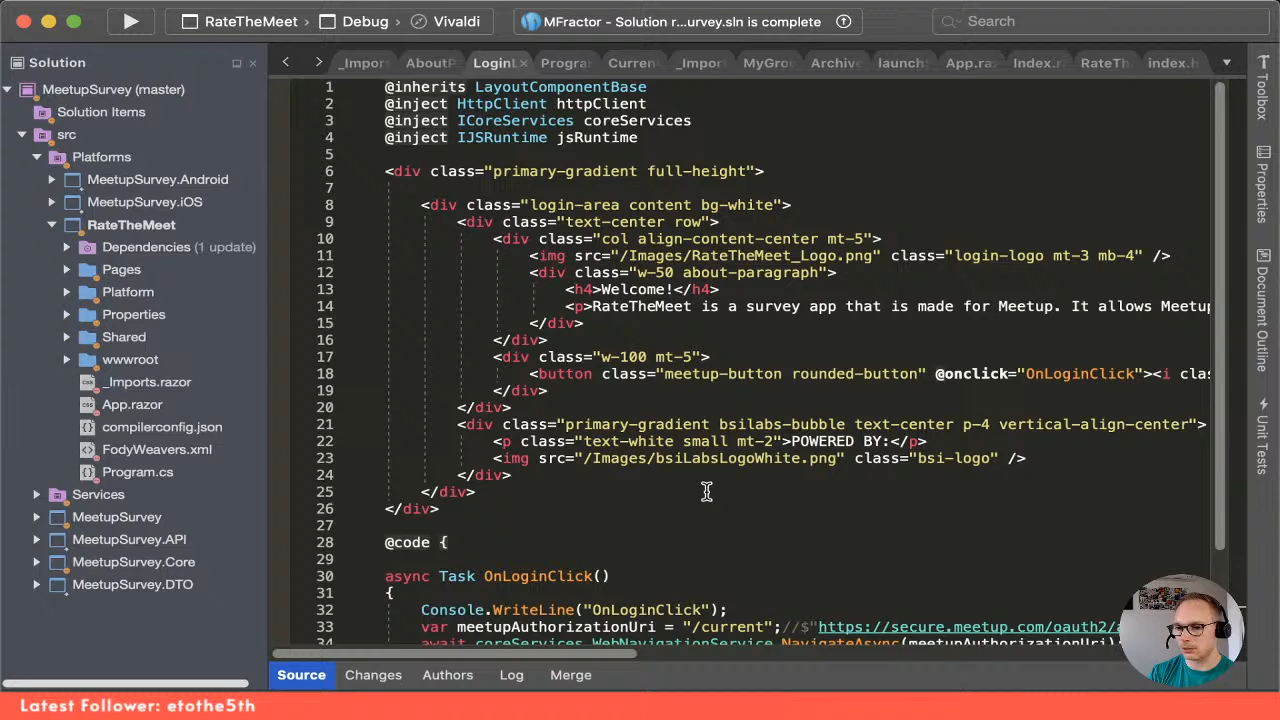 RateTheMeet > Debug > Vivaldi
MFractor - Solution r...urvey.sln is complete
Search
Solution
_Import
AboutP
LoginL
Progra
Curren
_Import
MyGrou
Archive
launch
App.ra
Index.r
RateTh
index.h
MeetupSurvey (master)
Solution Items
src
Platforms
MeetupSurvey.Android
MeetupSurvey.iOS
RateTheMeet
Dependencies (1 update)
Pages
Platform
Properties
Shared
wwwroot
_Imports.razor
App.razor
compilerconfig.json
FodyWeavers.xml
Program.cs
Services
MeetupSurvey
MeetupSurvey.API
MeetupSurvey.Core
MeetupSurvey.DTO
1 @inherits LayoutComponentBase
2 @inject HttpClient httpClient
3 @inject ICoreServices coreServices
4 @inject IJSRuntime jsRuntime
5
6 <div class="primary-gradient full-height">
7
8 <div class="login-area content bg-white">
9 <div class="text-center row">
10 <div class="col align-content-center mt-5">
11 <img src="/Images/RateTheMeet_Logo.png" class="login-logo mt-3 mb-4" />
12 <div class="w-50 about-paragraph">
13 <h4>Welcome!</h4>
14 <p>RateTheMeet is a survey app that is made for Meetup. It allows Meetup
15 </div>
16 </div>
17 <div class="w-100 mt-5">
18 <button class="meetup-button rounded-button" @onclick="OnLoginClick"><i clas
19 </div>
20 </div>
21 <div class="primary-gradient bsilabs-bubble text-center p-4 vertical-align-center">
22 <p class="text-white small mt-2">POWERED BY:</p>
23 <img src="/Images/bsiLabsLogoWhite.png" class="bsi-logo" />
24 </div>
25 </div>
26 </div>
27
28 @code {
29
30 async Task OnLoginClick()
31 {
32 Console.WriteLine("OnLoginClick");
33 var meetupAuthorizationUri = "/current";//$"https://secure.meetup.com/oauth2/a
34 await coreServices.WebNavigationService.NavigateAsync(meetupAuthorizationUri)
Toolbox
Properties
Document Outline
Unit Tests
Source
Changes
Authors
Log
Merge
Latest Follower: etothe5th